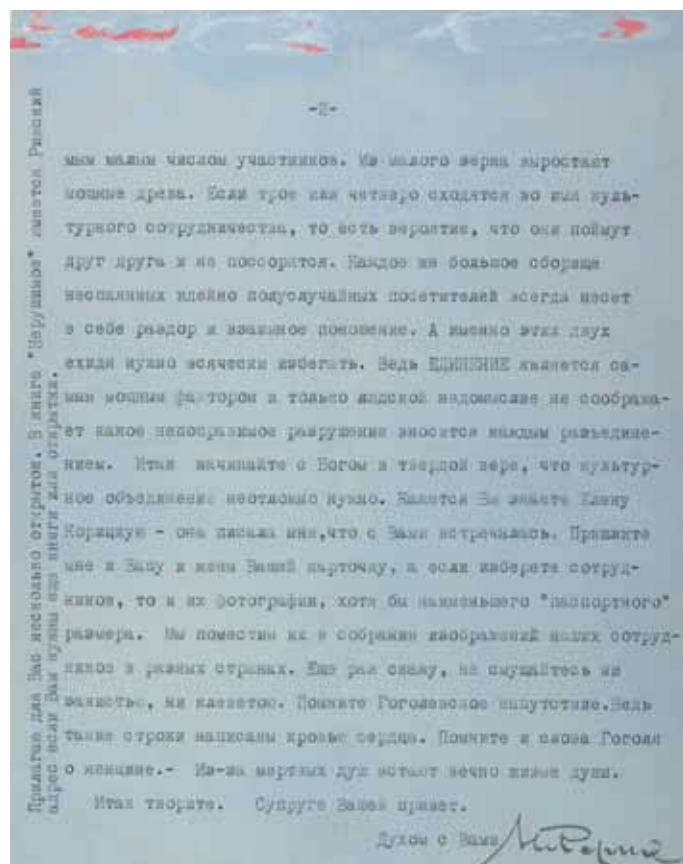 -2-
мым малым числом участников. Из малого зерна выростает
мощные древа. Если трое или четверо сходятся во имя куль-
турного сотрудничества, то есть вероятие, что они поймут
друг друга и не поссорятся. Каждое же большое сборище
неспаянных идейно полуслучайных посетителей всегда несет
в себе раздор и взаимное поношение. А именно этих двух
ехидн нужно всячески избегать. Ведь ЕДИНЕНИЕ является са-
мым мощным фактором и только людской недомыслие не сообража-
ет какое непоправимое разрушение вносится каждым разъедине-
нием. Итак начинайте с Богом в твердой вере, что культур-
ное объединение неотложно нужно. Кажется Вы знаете Елену
Корицкую - она писала мне,что с Вами встречалась. Пришлите
мне и Вашу и жены Вашей карточку, а если изберете сотруд-
ников, то и их фотографии, хотя бы наименьшего "паспортного"
размера. Мы поместим их в собрании изображений наших сотруд-
ников в разных странах. Еще раз скажу, не смущайтесь ни
завистью, ни клеветою. Помните Гоголевское напутствие.Ведь
такие строки написаны кровью сердца. Помните и слова Гоголя
о женщине.- Из-за мертвых душ встают вечно живые души.
Итак творите. Супруге Вашей привет.
Духом с Вами
Прилагаю для Вас несколько открыток. В книге "Нерушимое" имеется Рижский
адрес если Вам нужны еще книги или открытки.